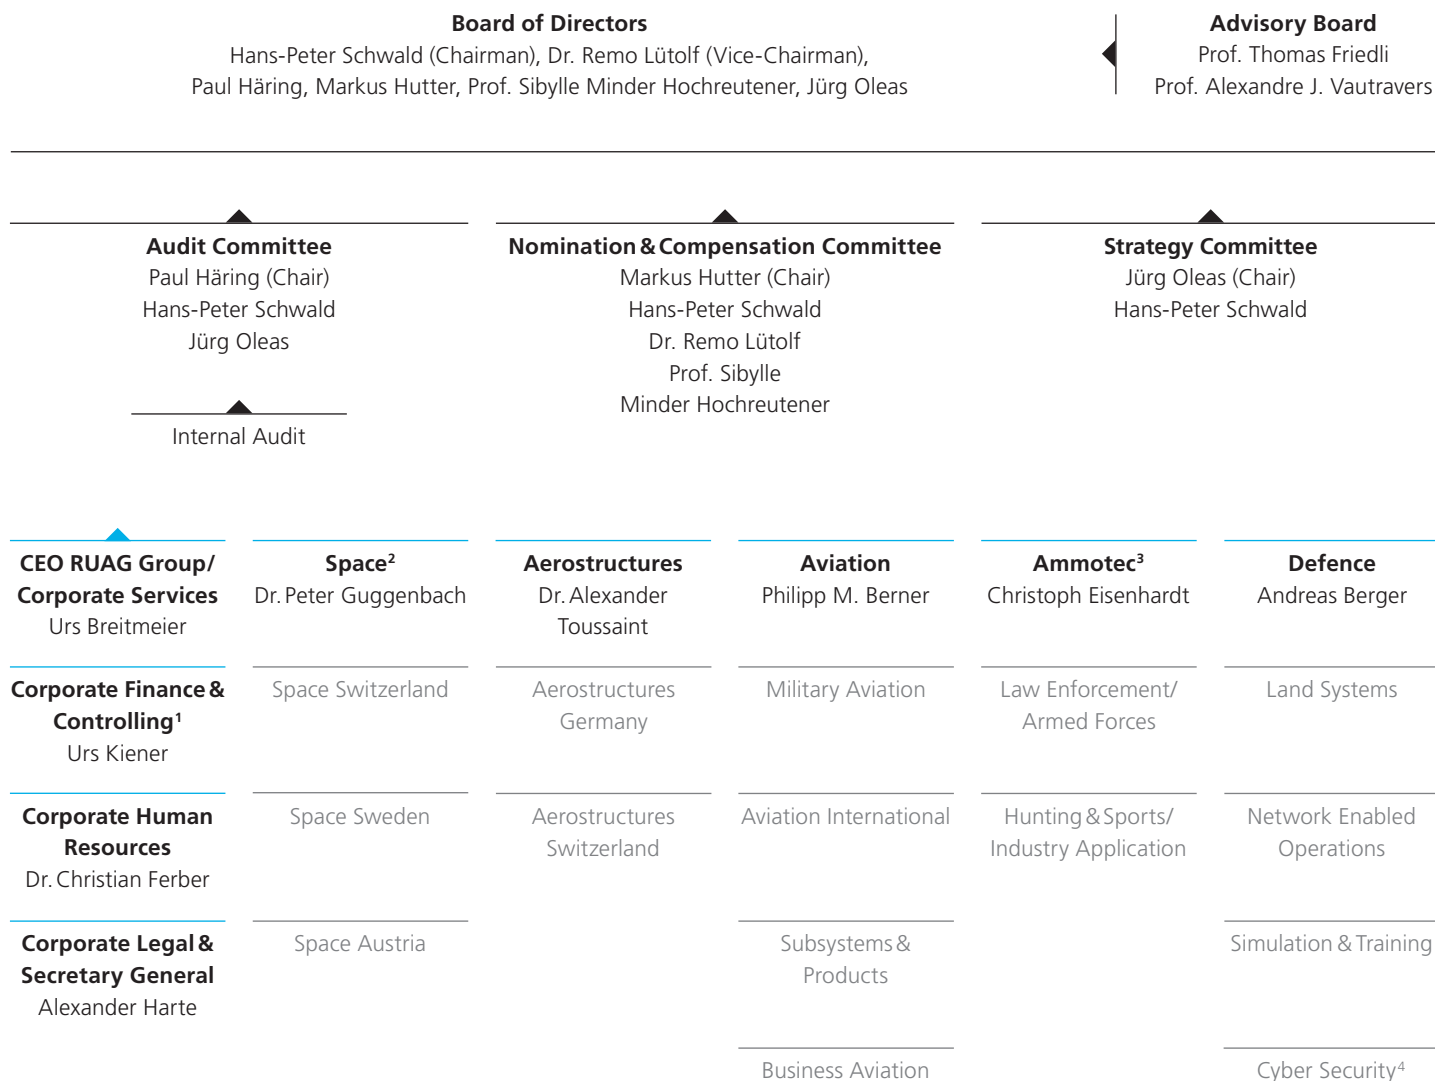 Board of Directors
Hans-Peter Schwald (Chairman), Dr. Remo Lütolf (Vice-Chairman),
Paul Häring, Markus Hutter, Prof. Sibylle Minder Hochreutener, Jürg Oleas
Advisory Board
Prof. Thomas Friedli
Prof. Alexandre J. Vautravers
Audit Committee
Paul Häring (Chair)
Hans-Peter Schwald
Jürg Oleas
Internal Audit
Nomination & Compensation Committee
Markus Hutter (Chair)
Hans-Peter Schwald
Dr. Remo Lütolf
Prof. Sibylle
Minder Hochreutener
Strategy Committee
Jürg Oleas (Chair)
Hans-Peter Schwald
CEO RUAG Group/
Corporate Services
Urs Breitmeier
Corporate Finance &
Controlling¹
Urs Kiener
Corporate Human
Resources
Dr. Christian Ferber
Corporate Legal &
Secretary General
Alexander Harte
Space²
Dr. Peter Guggenbach
Space Switzerland
Space Sweden
Space Austria
Aerostructures
Dr. Alexander
Toussaint
Aerostructures
Germany
Aerostructures
Switzerland
Aviation
Philipp M. Berner
Military Aviation
Aviation International
Subsystems &
Products
Business Aviation
Ammotec³
Christoph Eisenhardt
Law Enforcement/
Armed Forces
Hunting & Sports/
Industry Application
Defence
Andreas Berger
Land Systems
Network Enabled
Operations
Simulation & Training
Cyber Security⁴